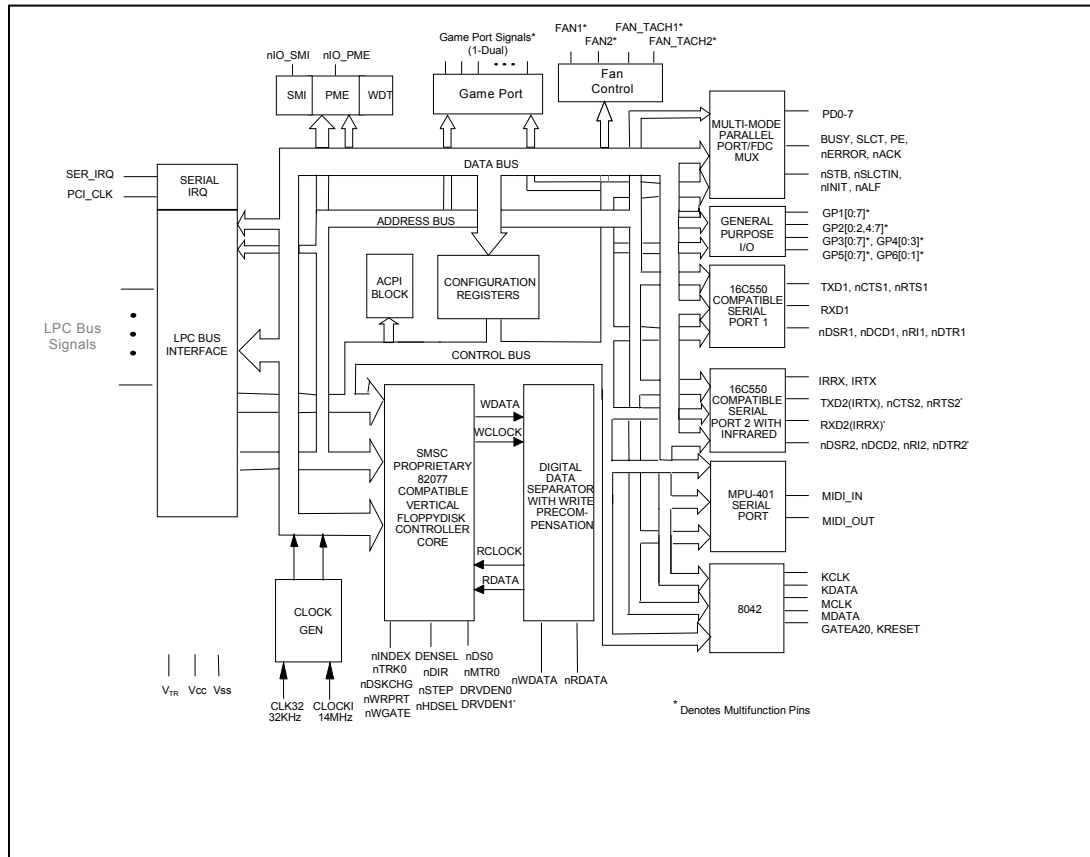 Game Port Signals*
(1-Dual)
FAN1*
FAN2*
FAN_TACH1*
FAN_TACH2*
nIO_SMI
nIO_PME
SMI
PME
WDT
Game Port
Fan
Control
MULTI-MODE
PARALLEL
PORT/FDC
MUX
PD0-7
BUSY, SLCT, PE,
nERROR, nACK
nSTB, nSLCTIN,
nINIT, nALF
DATA BUS
SER_IRQ
PCI_CLK
SERIAL
IRQ
ADDRESS BUS
GENERAL
PURPOSE
I/O
GP1[0:7]*
GP2[0:2,4:7]*
GP3[0:7]*, GP4[0:3]*
GP5[0:7]*, GP6[0:1]*
ACPI
BLOCK
CONFIGURATION
REGISTERS
16C550
COMPATIBLE
SERIAL
PORT 1
TXD1, nCTS1, nRTS1
RXD1
nDSR1, nDCD1, nRI1, nDTR1
LPC Bus
Signals
LPC BUS
INTERFACE
CONTROL BUS
16C550
COMPATIBLE
SERIAL
PORT 2 WITH
INFRARED
IRRX, IRTX
TXD2(IRTX), nCTS2, nRTS2*
RXD2(IRRX)*
nDSR2, nDCD2, nRI2, nDTR2*
SMSC
PROPRIETARY
82077
COMPATIBLE
VERTICAL
FLOPPYDISK
CONTROLLER
CORE
WDATA
WCLOCK
RCLOCK
RDATA
DIGITAL
DATA
SEPARATOR
WITH WRITE
PRECOM-
PENSATION
MPU-401
SERIAL
PORT
MIDI_IN
MIDI_OUT
8042
KCLK
KDATA
MCLK
MDATA
GATEA20, KRESET
CLOCK
GEN
VTR
Vcc
Vss
CLK32
32KHz
CLOCKI
14MHz
nINDEX
nTRK0
nDSKCHG
nWRPRT
nWGATE
DENSEL
nDIR
nSTEP
nHDSEL
nDS0
nMTR0
DRVDEN0
DRVDEN1*
nWDATA
nRDATA
* Denotes Multifunction Pins